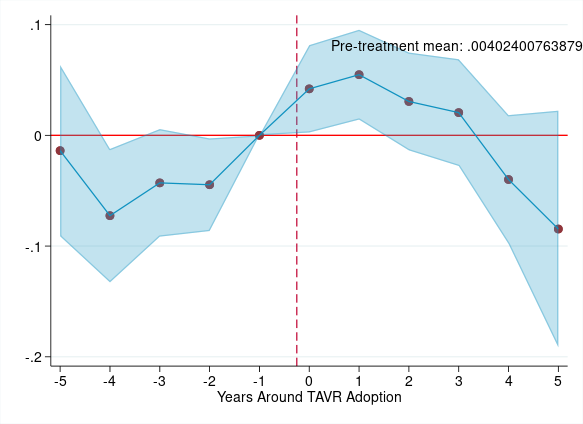 .1
Pre-treatment mean: .00402400763879
0
-.1
-.2
-5 -4 -3 -2 -1 0 1 2 3 4 5
Years Around TAVR Adoption